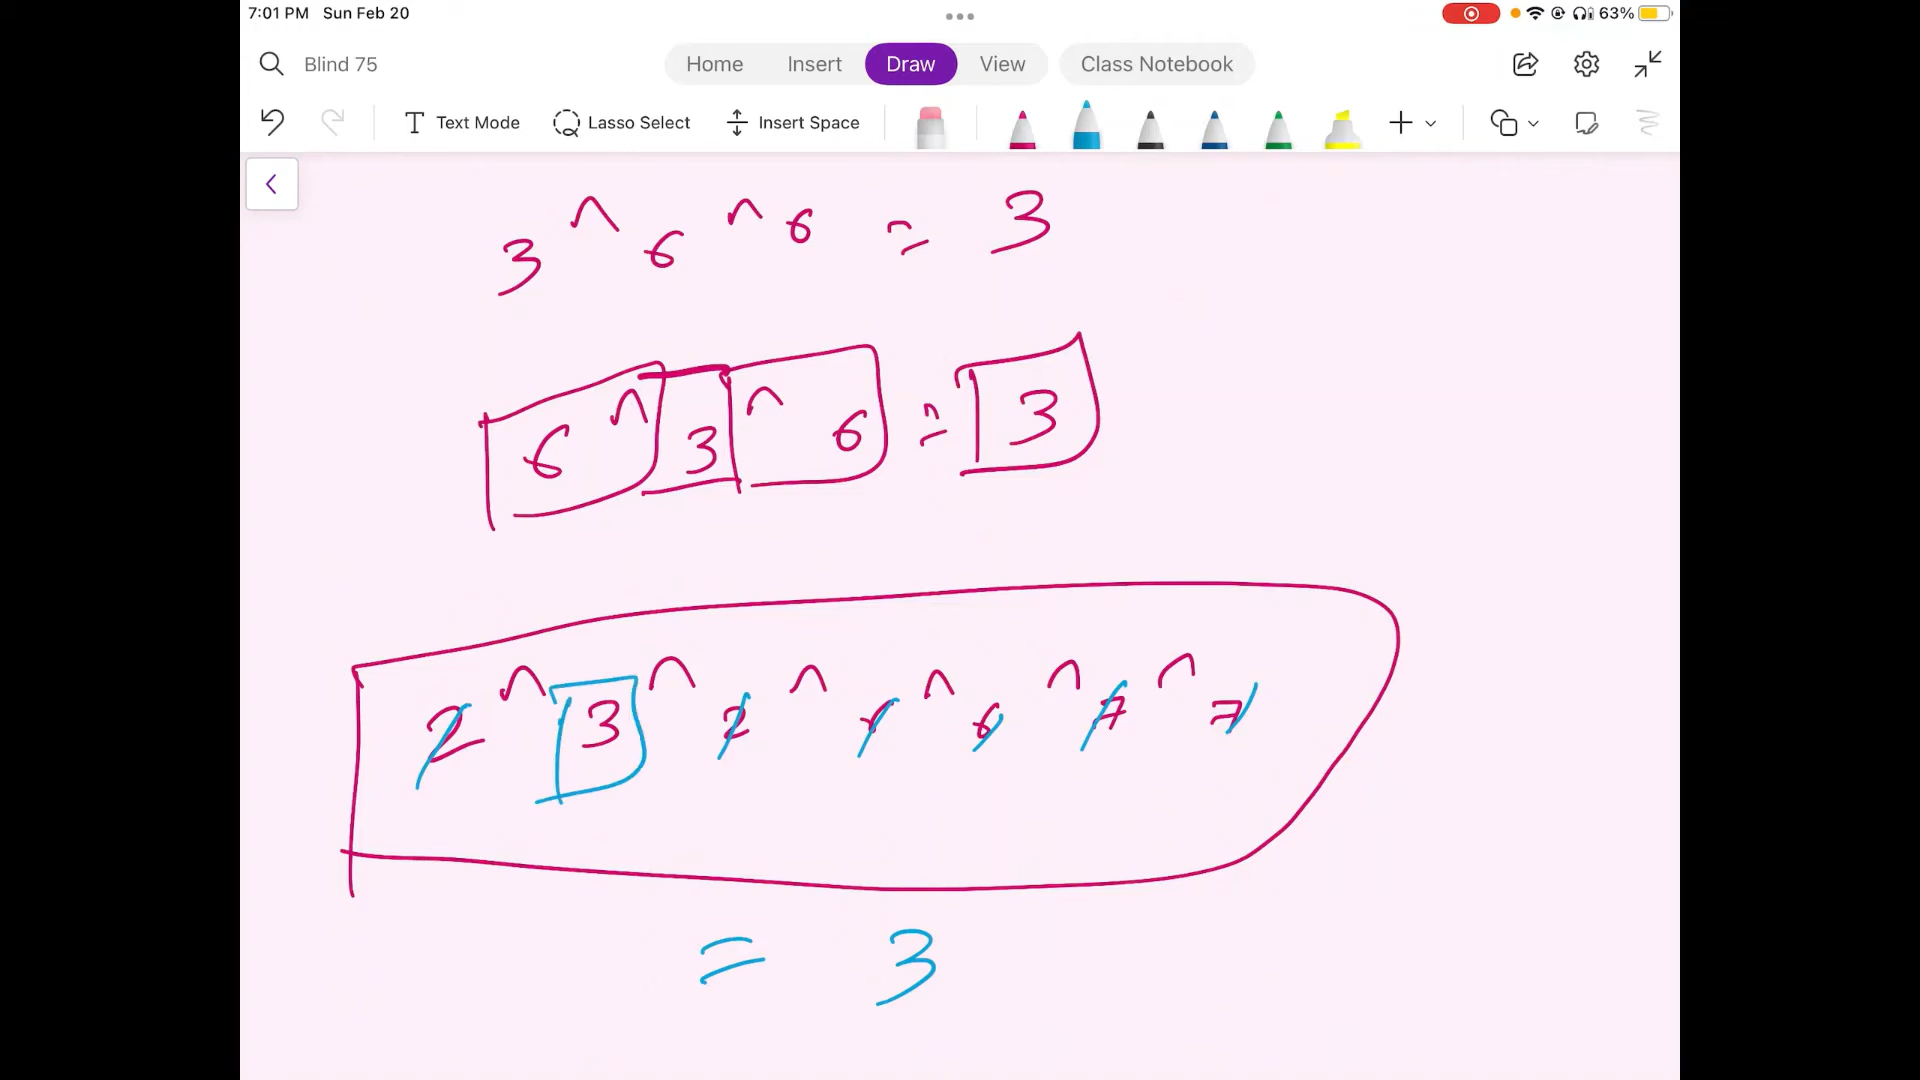 7:01 PM Sun Feb 20
63%
Blind 75
Home Insert Draw View Class Notebook
Text Mode Lasso Select Insert Space
3 ^ 6 ^ 6 = 3
6 ^ 3 ^ 6 = 3
2 ^ 3 ^ 2 ^ ^ 6 ^ 7 ^ 7
= 3